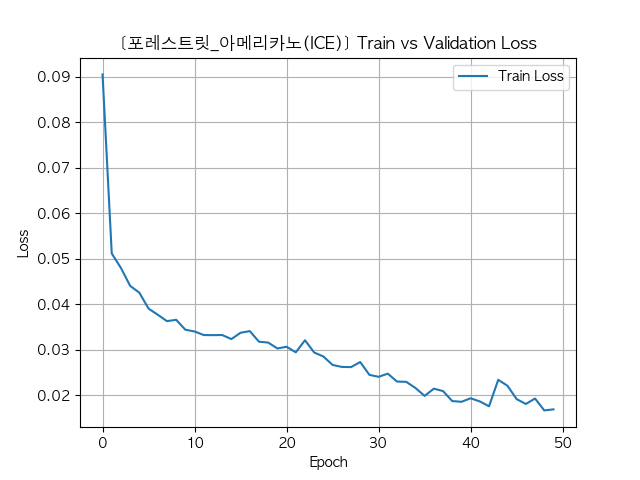 [포레스트릿_아메리카노(ICE)] Train vs Validation Loss
Train Loss
Loss
0.09
0.08
0.07
0.06
0.05
0.04
0.03
0.02
0 10 20 30 40 50
Epoch